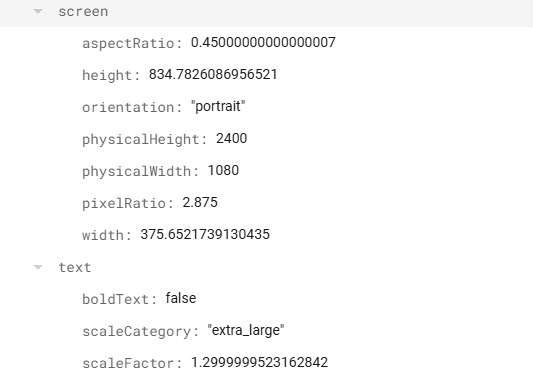 screen
aspectRatio: 0.45000000000000007
height: 834.7826086956521
orientation: "portrait"
physicalHeight: 2400
physicalWidth: 1080
pixelRatio: 2.875
width: 375.6521739130435
text
boldText: false
scaleCategory: "extra_large"
scaleFactor: 1.2999999523162842